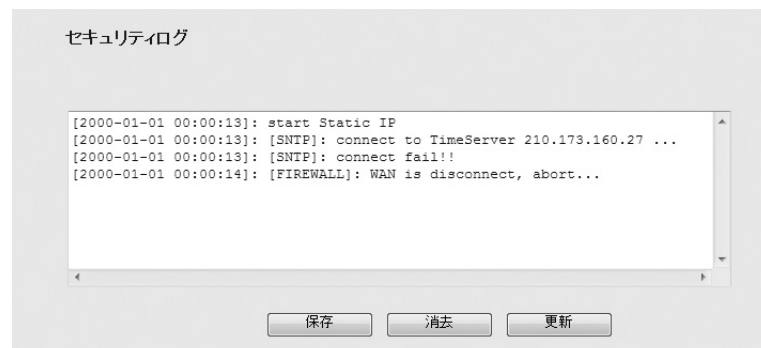 セキュリティログ
[2000-01-01 00:00:13]: start Static IP
[2000-01-01 00:00:13]: [SNTP]: connect to TimeServer 210.173.160.27 ...
[2000-01-01 00:00:13]: [SNTP]: connect fail!!
[2000-01-01 00:00:14]: [FIREWALL]: WAN is disconnect, abort...
保存 消去 更新